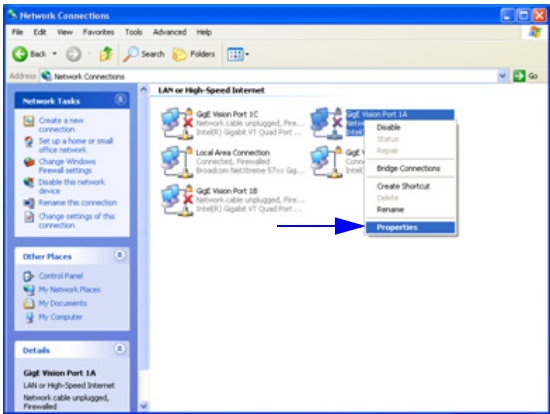 Network Connections
File Edit View Favorites Tools Advanced Help
Back Search Folders
Address Network Connections Go
Network Tasks
Create a new
connection
Set up a home or small
office network
Change Windows
Firewall settings
Disable this network
device
Rename this connection
Change settings of this
connection
Other Places
Control Panel
My Network Places
My Documents
My Computer
Details
GigE Vision Port 1A
LAN or High-Speed Internet
Network cable unplugged,
Firewalled
LAN or High-Speed Internet
GigE Vision Port 1C
Network cable unplugged, Fire...
Intel(R) Gigabit VT Quad Port ...
GigE Vision Port 1A
Local Area Connection
Connected, Firewalled
Broadcom NetXtreme 57xx Gig...
GigE Vision Port 1B
Network cable unplugged, Fire...
Intel(R) Gigabit VT Quad Port ...
Disable
Status
Repair
Bridge Connections
Create Shortcut
Delete
Rename
Properties